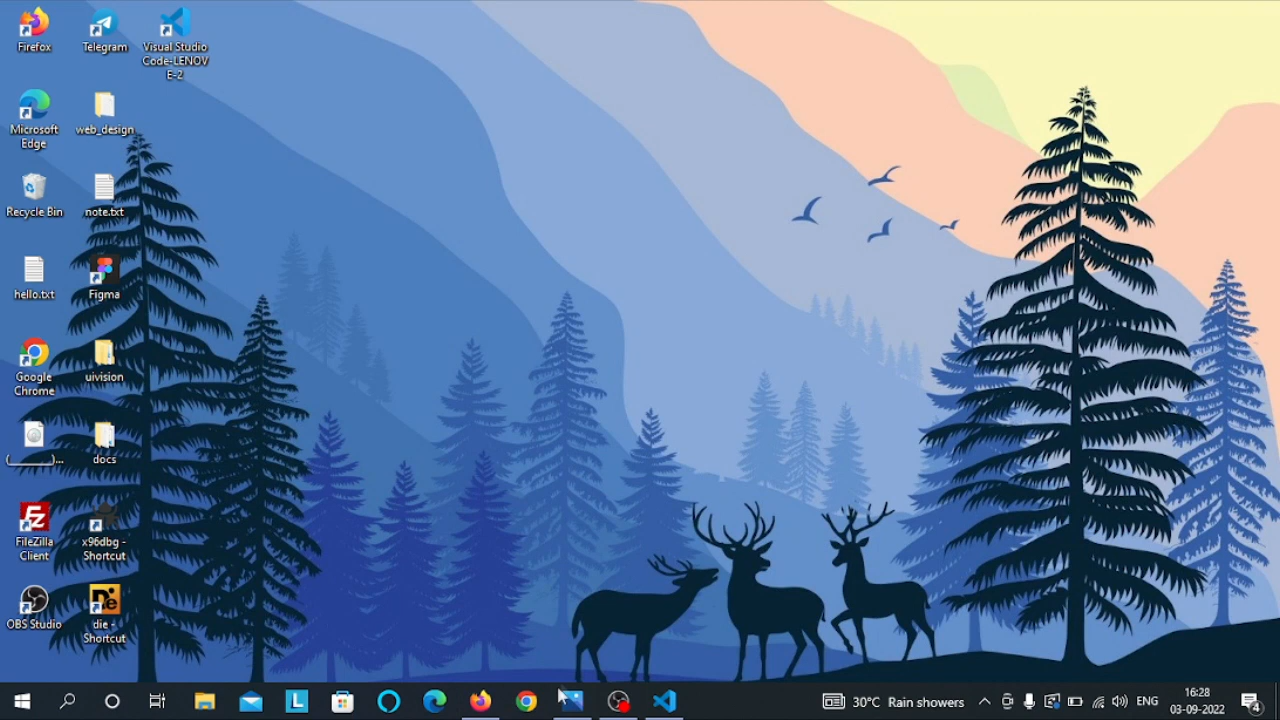 Firefox
Telegram
Visual Studio
Code-LENOV
E-2
Microsoft
Edge
web_design
Recycle Bin
note.txt
hello.txt
Figma
Google
Chrome
uivision
(_______)...
docs
FileZilla
Client
x96dbg -
Shortcut
OBS Studio
die -
Shortcut
30°C Rain showers
ENG
16:28
03-09-2022
4